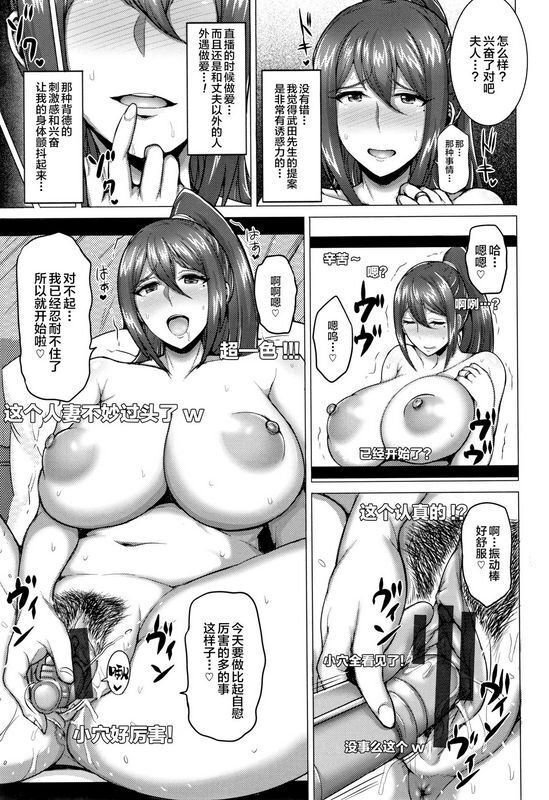 怎么样?
兴奋了对吧
夫人…?
那…
那种事情…
没有错…
我觉得武田先生的提案
是非常有诱惑力的…
直播的时候做爱…
而且还是和丈夫以外的人
外遇做爱…!
那种背德的
刺激感和兴奋
让我的身体颤抖起来…
哈…
嗯嗯♡
辛苦~
嗯?
啊咧…?
嗯呜…♡
已经开始了?
这个认真的!?
啊…振动棒
好舒服♡
小穴全看见了!
没事么这个w
はぁ♡
はぁ♡
啊啊嗯♡
对不起…
我已经忍耐不住了
所以就开始啦♡
超 色!!!
这个人妻不妙过头了w
今天要做比起自慰
厉害的多的事
这样子…♡
小穴好厉害!